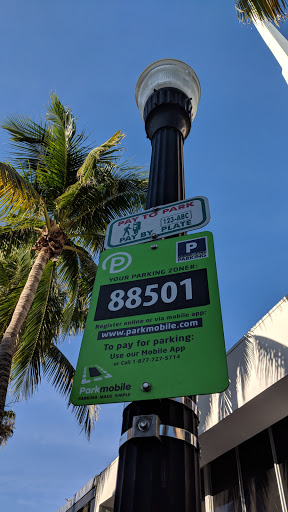 PAY TO PARK
(123-ABC)
PAY BY PLATE
P
P
PARKING
YOUR PARKING ZONE#:
88501
Register online or via mobile app:
www.parkmobile.com
To pay for parking:
Use our Mobile App
or Call 1-877-727-5714
Parkmobile
PARKING MADE SIMPLE